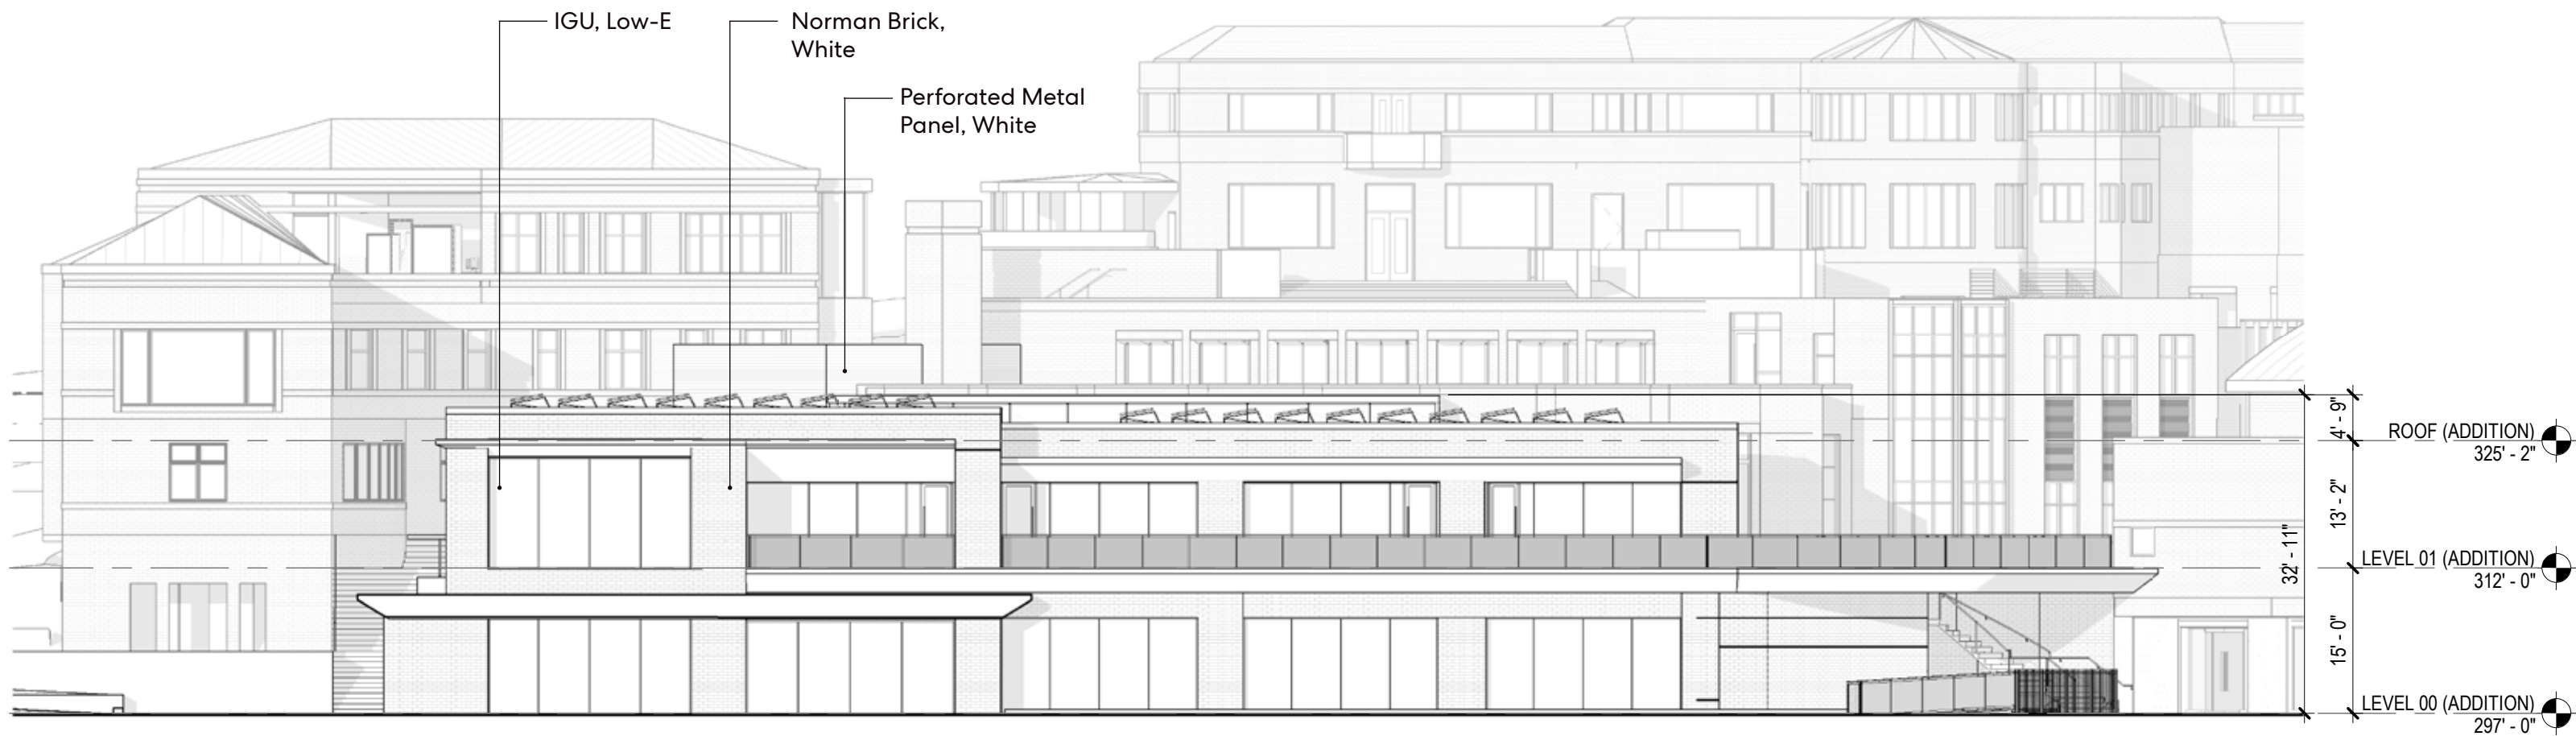 IGU, Low-E
Norman Brick,
White
Perforated Metal
Panel, White
4' - 9"
ROOF (ADDITION)
325' - 2"
13' - 2"
32' - 11"
LEVEL 01 (ADDITION)
312' - 0"
15' - 0"
LEVEL 00 (ADDITION)
297' - 0"